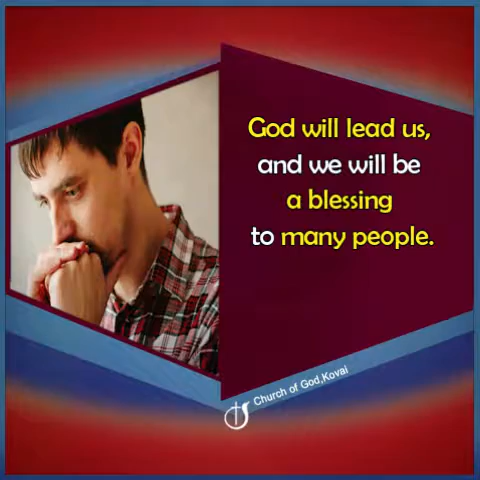 God will lead us,
and we will be
a blessing
to many people.
Church of God,Kovai